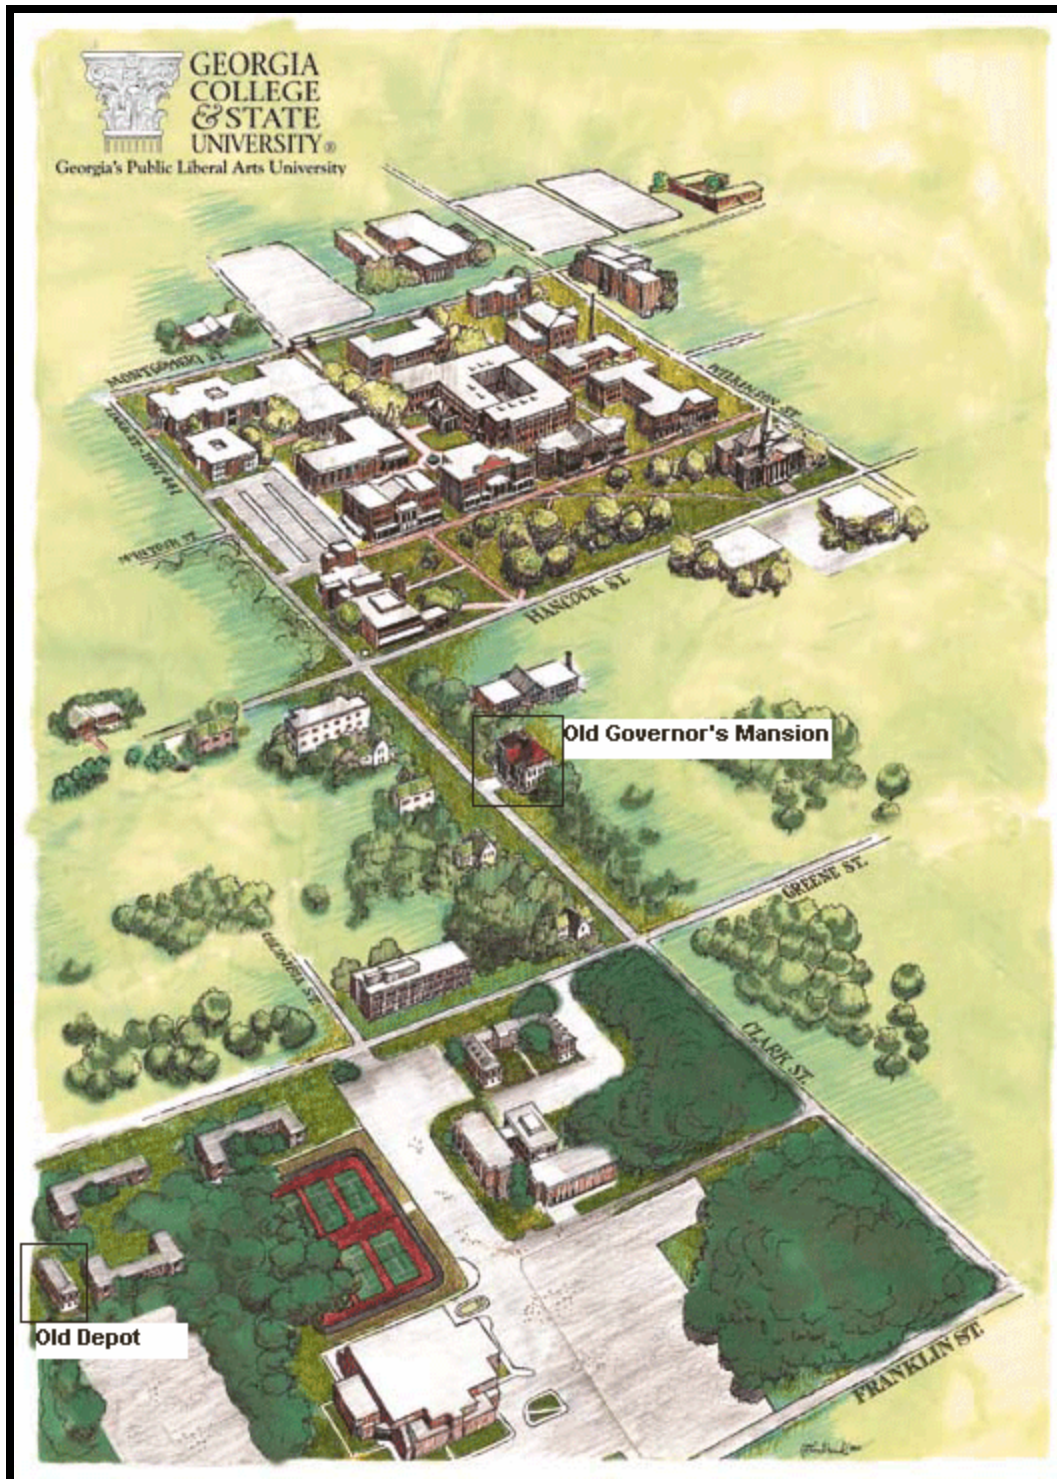 GEORGIA
COLLEGE
& STATE
UNIVERSITY®
Georgia's Public Liberal Arts University
MONTGOMERY ST.
WILKINSON ST.
HANCOCK ST.
Old Governor's Mansion
GREENE ST.
CLARK ST.
Old Depot
FRANKLIN ST.